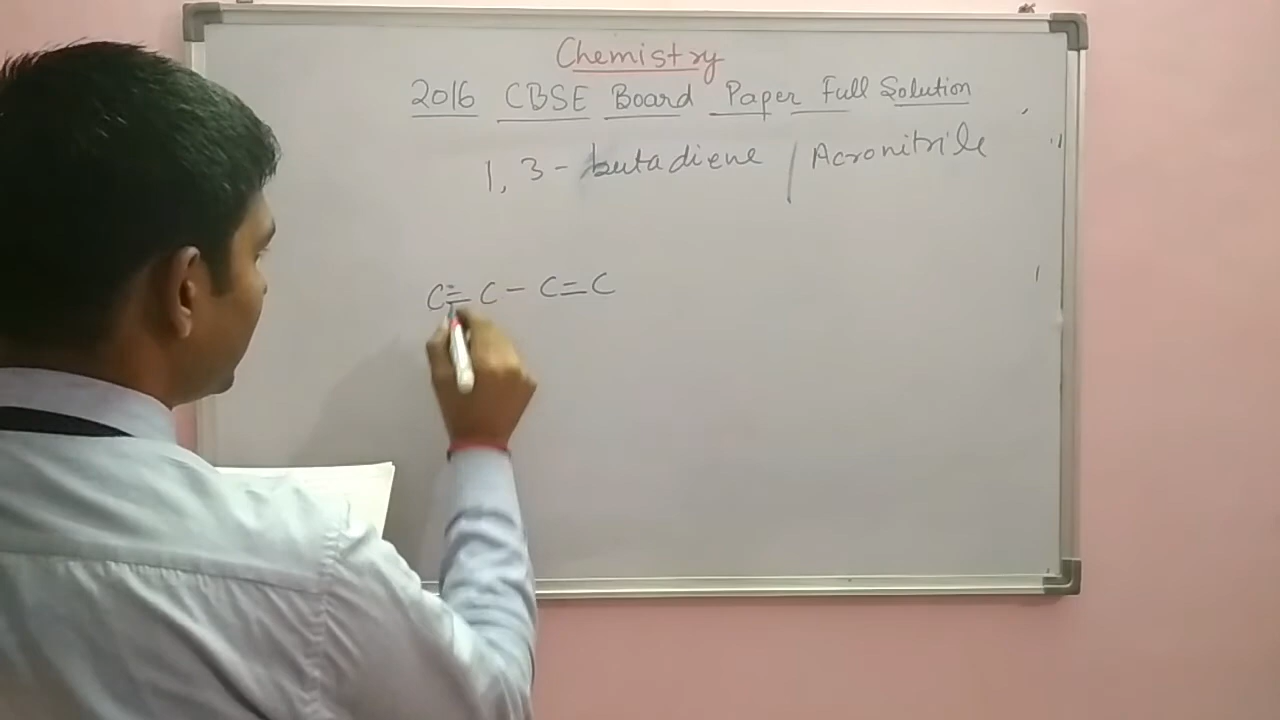 Chemistry
2016 CBSE Board Paper Full Solution
1, 3 - butadiene / Acronitrile
C=C-C=C